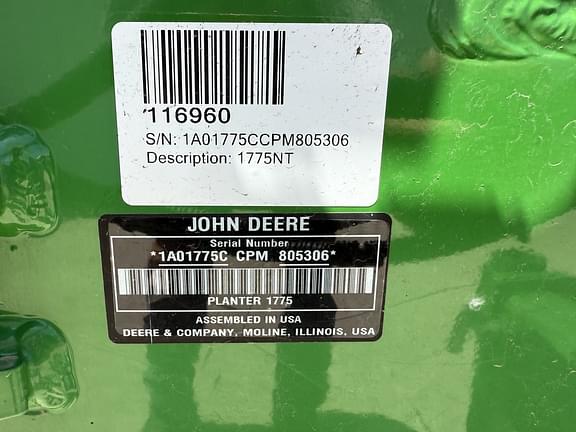 116960
S/N: 1A01775CCPM805306
Description: 1775NT
JOHN DEERE
Serial Number
*1A01775C CPM 805306*
PLANTER 1775
ASSEMBLED IN USA
DEERE & COMPANY, MOLINE, ILLINOIS, USA